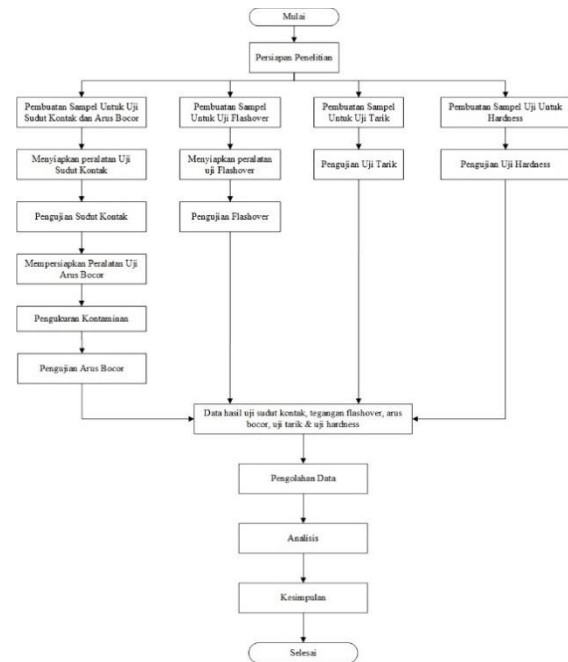 Mulai
Persiapan Penelitian
Pembuatan Sampel Untuk Uji
Sudut Kontak dan Arus Bocor
Menyiapkan peralatan Uji
Sudut Kontak
Pengujian Sudut Kontak
Mempersiapkan Peralatan Uji
Arus Bocor
Pengukuran Kontaminan
Pengujian Arus Bocor
Pembuatan Sampel
Untuk Uji Flashover
Menyiapkan peralatan
uji Flashover
Pengujian Flashover
Pembuatan Sampel
Untuk Uji Tarik
Pengujian Uji Tarik
Pembuatan Sampel Uji Untuk
Hardness
Pengujian Uji Hardness
Data hasil uji sudut kontak, tegangan flashover, arus
bocor, uji tarik & uji hardness
Pengolahan Data
Analisis
Kesimpulan
Selesai